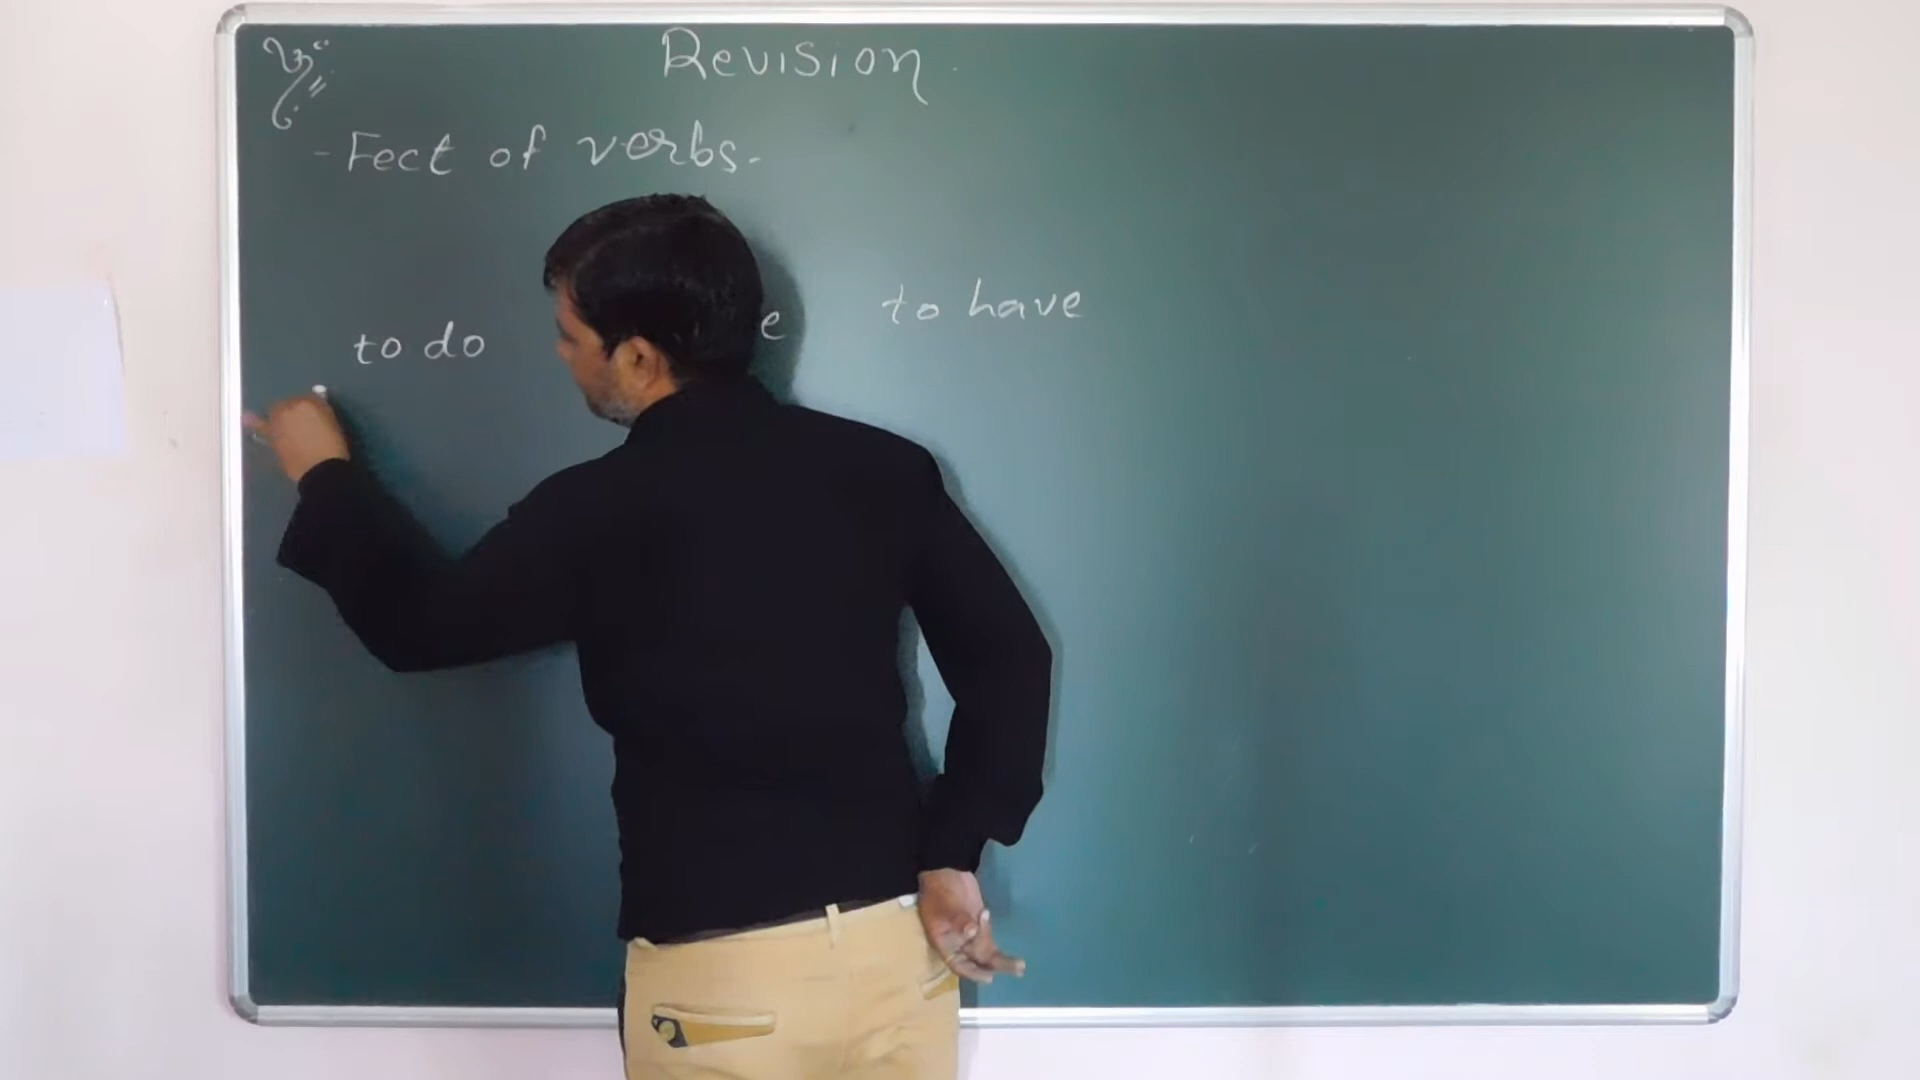 Revision.
- Fect of verbs.
to do e to have